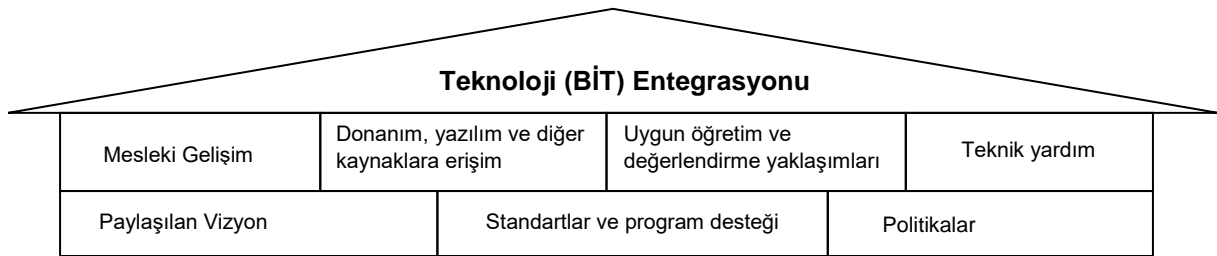 Teknoloji (BİT) Entegrasyonu
Mesleki Gelişim
Donanım, yazılım ve diğer
kaynaklara erişim
Uygun öğretim ve
değerlendirme yaklaşımları
Teknik yardım
Paylaşılan Vizyon
Standartlar ve program desteği
Politikalar